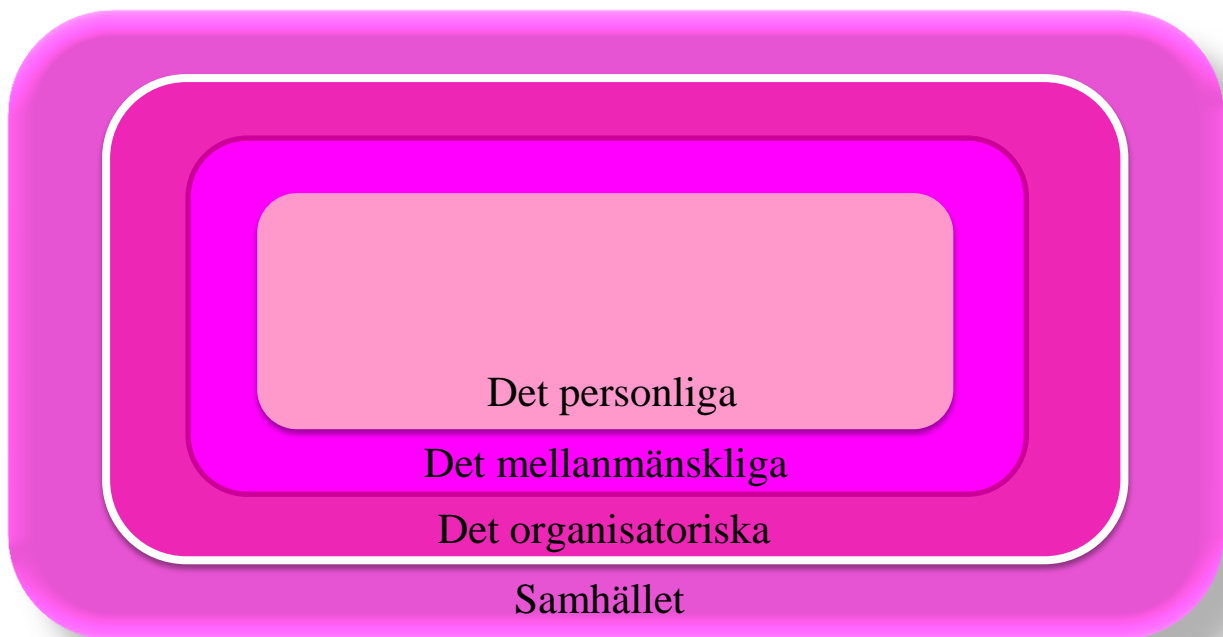 Det personliga
Det mellanmänskliga
Det organisatoriska
Samhället